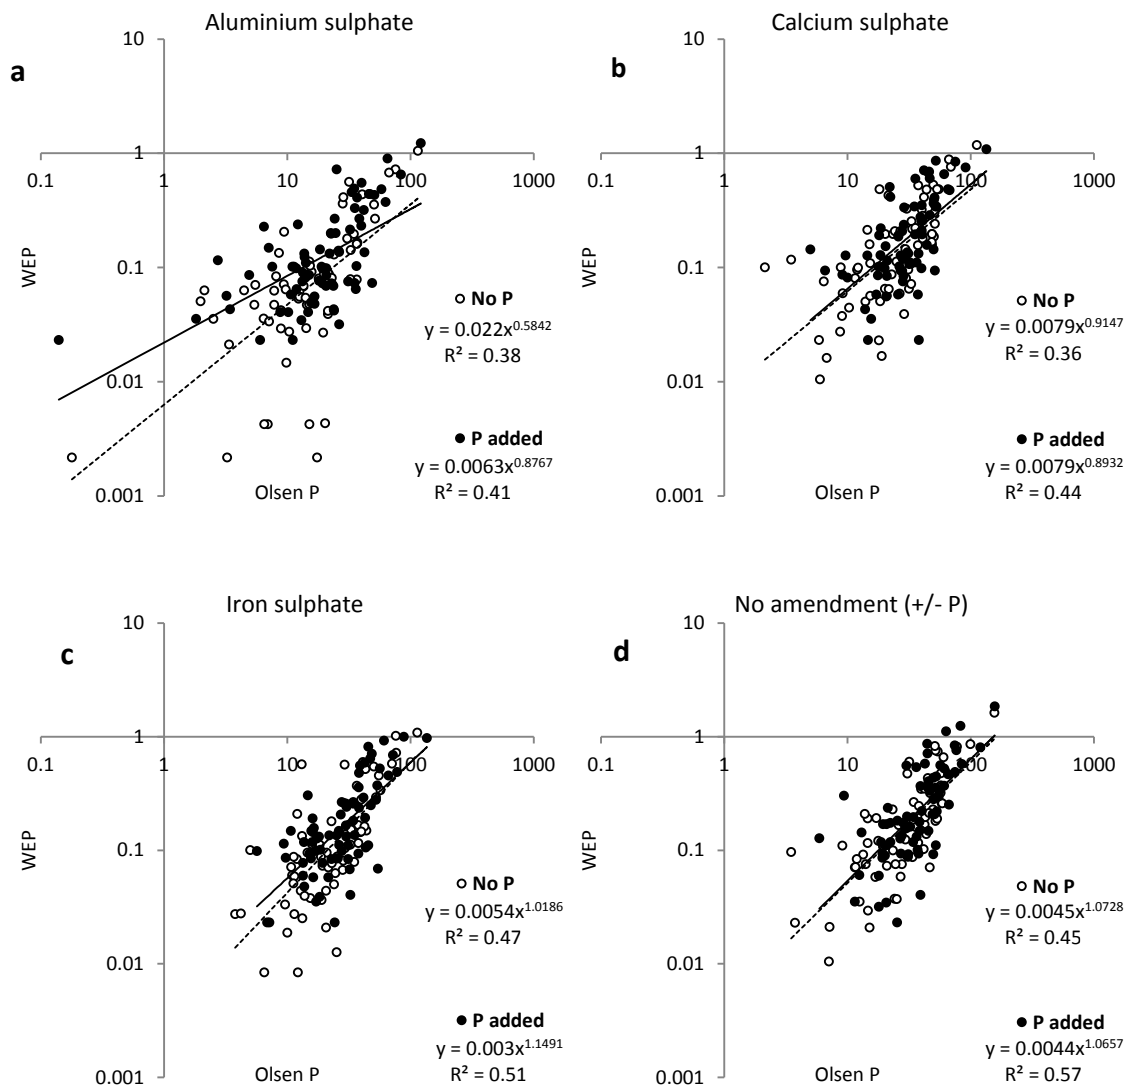 Aluminium sulphate
a
10
1
0.1
0.01
0.001
0.1
1
10
100
1000
WEP
Olsen P
No P
y = 0.022x^0.5842
R² = 0.38
P added
y = 0.0063x^0.8767
R² = 0.41
Calcium sulphate
b
10
1
0.1
0.01
0.001
0.1
1
10
100
1000
WEP
Olsen P
No P
y = 0.0079x^0.9147
R² = 0.36
P added
y = 0.0079x^0.8932
R² = 0.44
Iron sulphate
c
10
1
0.1
0.01
0.001
0.1
1
10
100
1000
WEP
Olsen P
No P
y = 0.0054x^1.0186
R² = 0.47
P added
y = 0.003x^1.1491
R² = 0.51
No amendment (+/- P)
d
10
1
0.1
0.01
0.001
0.1
1
10
100
1000
WEP
Olsen P
No P
y = 0.0045x^1.0728
R² = 0.45
P added
y = 0.0044x^1.0657
R² = 0.57